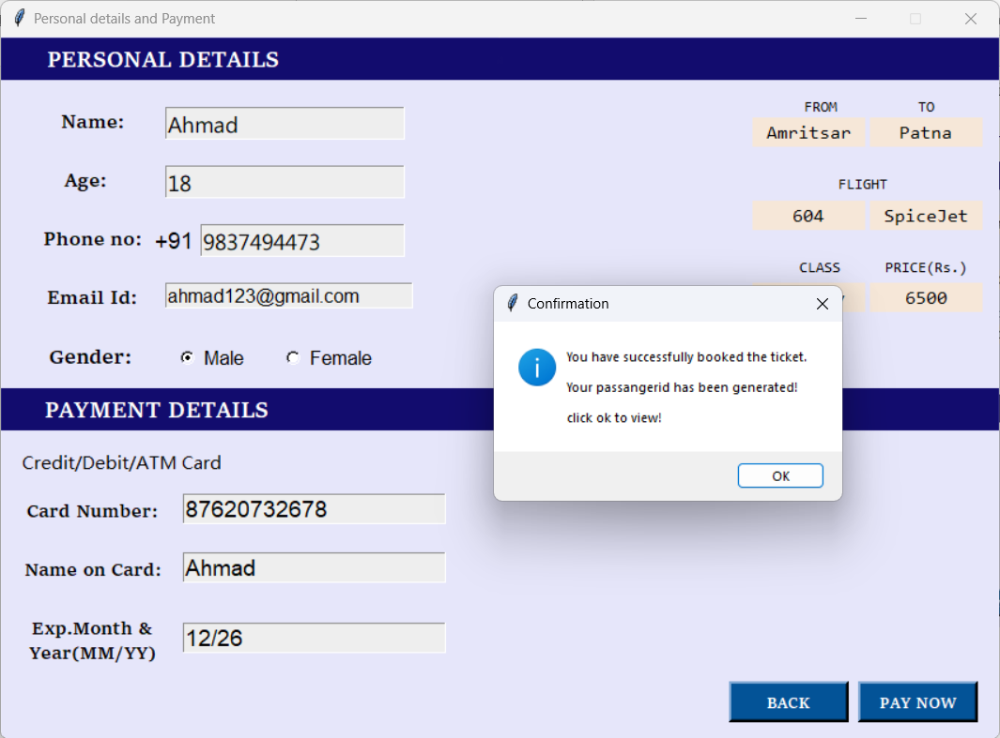 Personal details and Payment
PERSONAL DETAILS
Name: Ahmad
FROM TO
Amritsar Patna
Age: 18
FLIGHT
604 SpiceJet
Phone no: +91 9837494473
CLASS PRICE(Rs.)
6500
Email Id: ahmad123@gmail.com
Gender: Male Female
Confirmation
You have successfully booked the ticket.
Your passangerid has been generated!
click ok to view!
OK
PAYMENT DETAILS
Credit/Debit/ATM Card
Card Number: 87620732678
Name on Card: Ahmad
Exp.Month &
Year(MM/YY) 12/26
BACK PAY NOW